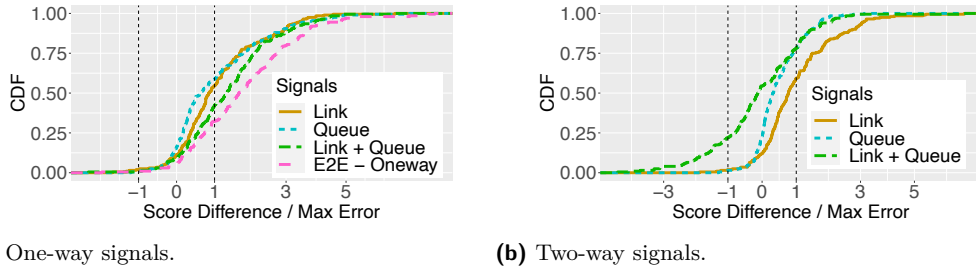 1.00
0.75
0.50
0.25
0.00
CDF
Signals
Link
Queue
Link + Queue
E2E − Oneway
−1 0 1 3 5
Score Difference / Max Error
One-way signals.
1.00
0.75
0.50
0.25
0.00
CDF
Signals
Link
Queue
Link + Queue
−3 −1 0 1 3 5
Score Difference / Max Error
(b) Two-way signals.